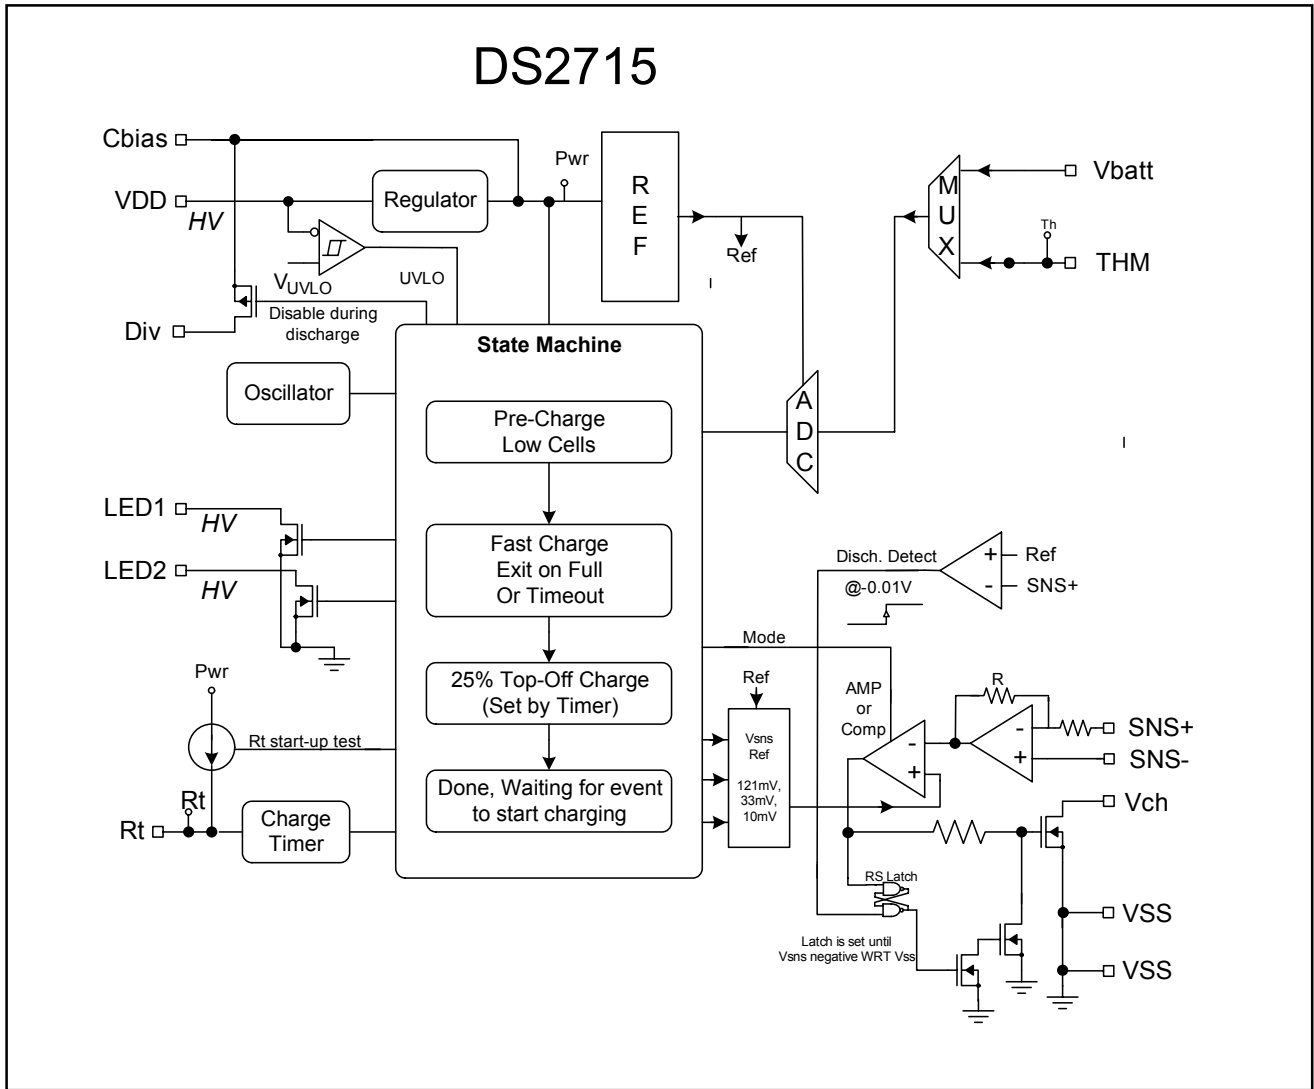 DS2715
Cbias
VDD
HV
Regulator
Pwr
R
E
F
Ref
M
U
X
Vbatt
Th
THM
VUVLO
UVLO
Disable during
discharge
Div
Oscillator
State Machine
Pre-Charge
Low Cells
A
D
C
LED1
HV
LED2
HV
Fast Charge
Exit on Full
Or Timeout
Disch. Detect
@-0.01V
+
-
Ref
SNS+
Mode
Pwr
Rt start-up test
25% Top-Off Charge
(Set by Timer)
Ref
Vsns
Ref
121mV,
33mV,
10mV
AMP
or
Comp
-
+
R
-
+
SNS+
SNS-
Rt
Rt
Charge
Timer
Done, Waiting for event
to start charging
Vch
RS Latch
Latch is set until
Vsns negative WRT Vss
VSS
VSS